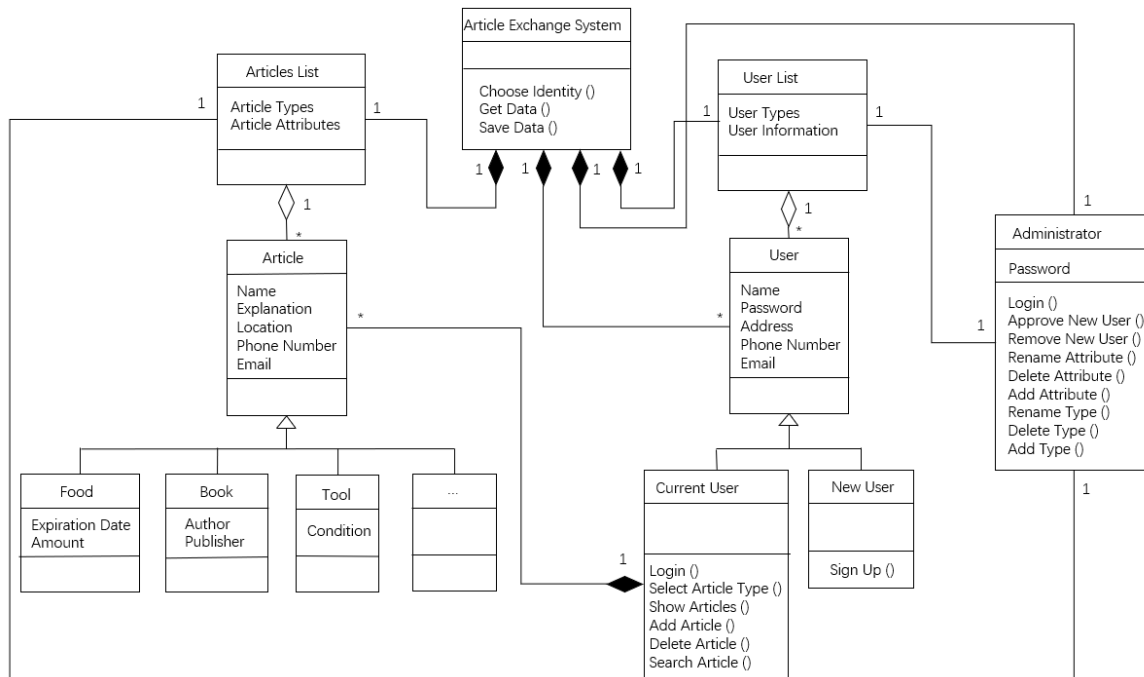 Article Exchange System
Choose Identity ()
Get Data ()
Save Data ()
Articles List
Article Types
Article Attributes
User List
User Types
User Information
1
1
1
1
1
1
1
1
1
1
*
*
Article
Name
Explanation
Location
Phone Number
Email
*
User
Name
Password
Address
Phone Number
Email
*
1
Administrator
Password
Login ()
Approve New User ()
Remove New User ()
Rename Attribute ()
Delete Attribute ()
Add Attribute ()
Rename Type ()
Delete Type ()
Add Type ()
1
1
Food
Expiration Date
Amount
Book
Author
Publisher
Tool
Condition
...
1
Current User
Login ()
Select Article Type ()
Show Articles ()
Add Article ()
Delete Article ()
Search Article ()
New User
Sign Up ()